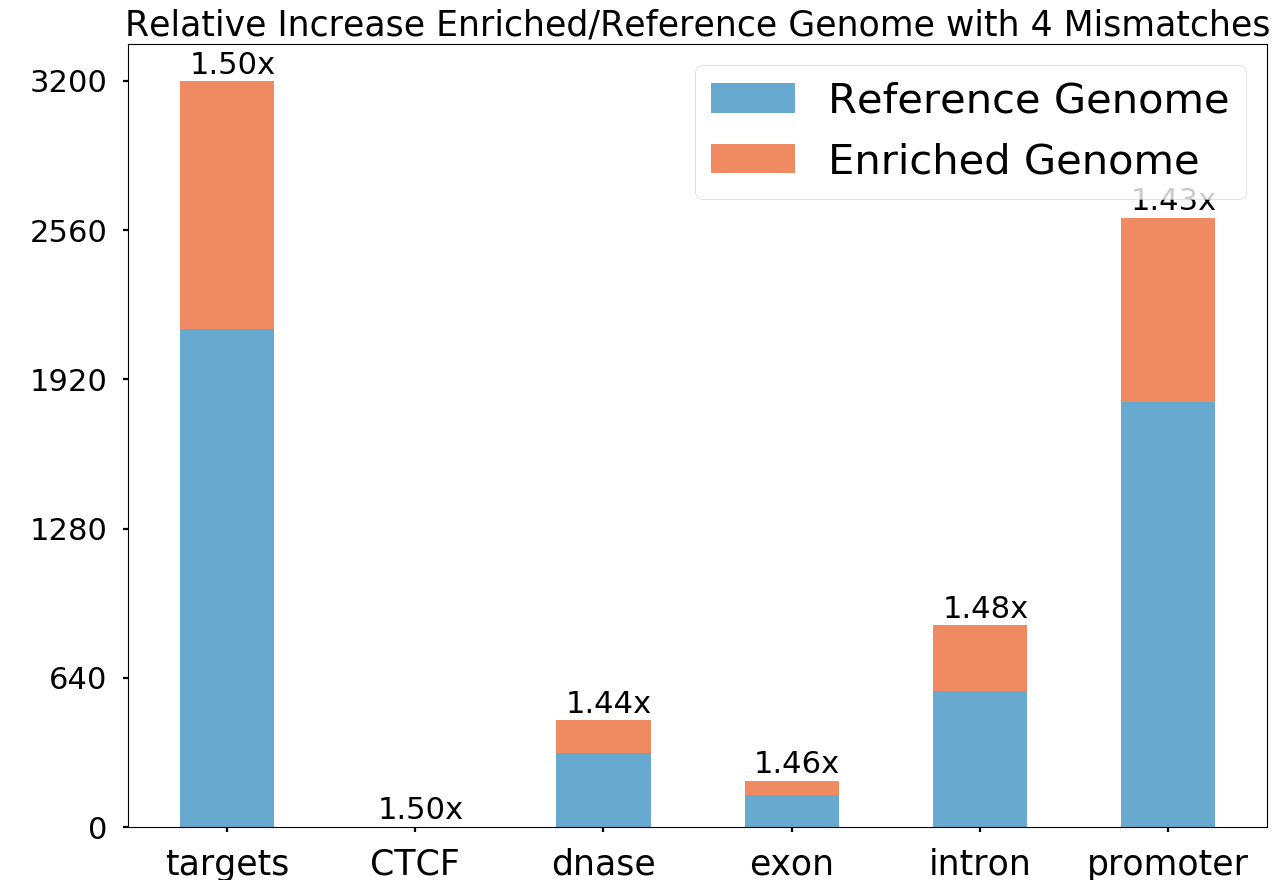 Relative Increase Enriched/Reference Genome with 4 Mismatches
1.50x
3200
Reference Genome
Enriched Genome
1.43x
2560
1920
1280
1.48x
640
1.44x
1.46x
1.50x
0
targets CTCF dnase exon intron promoter